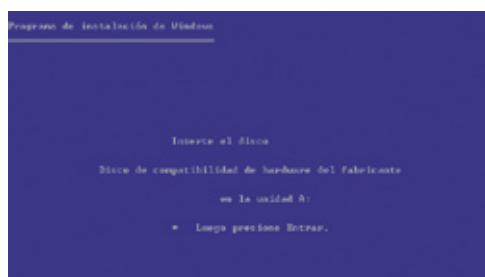 Programa de instalación de Windows
Inserte el disco
Disco de compatibilidad de hardware del fabricante
en la unidad A:
* Luego presione Entrar.